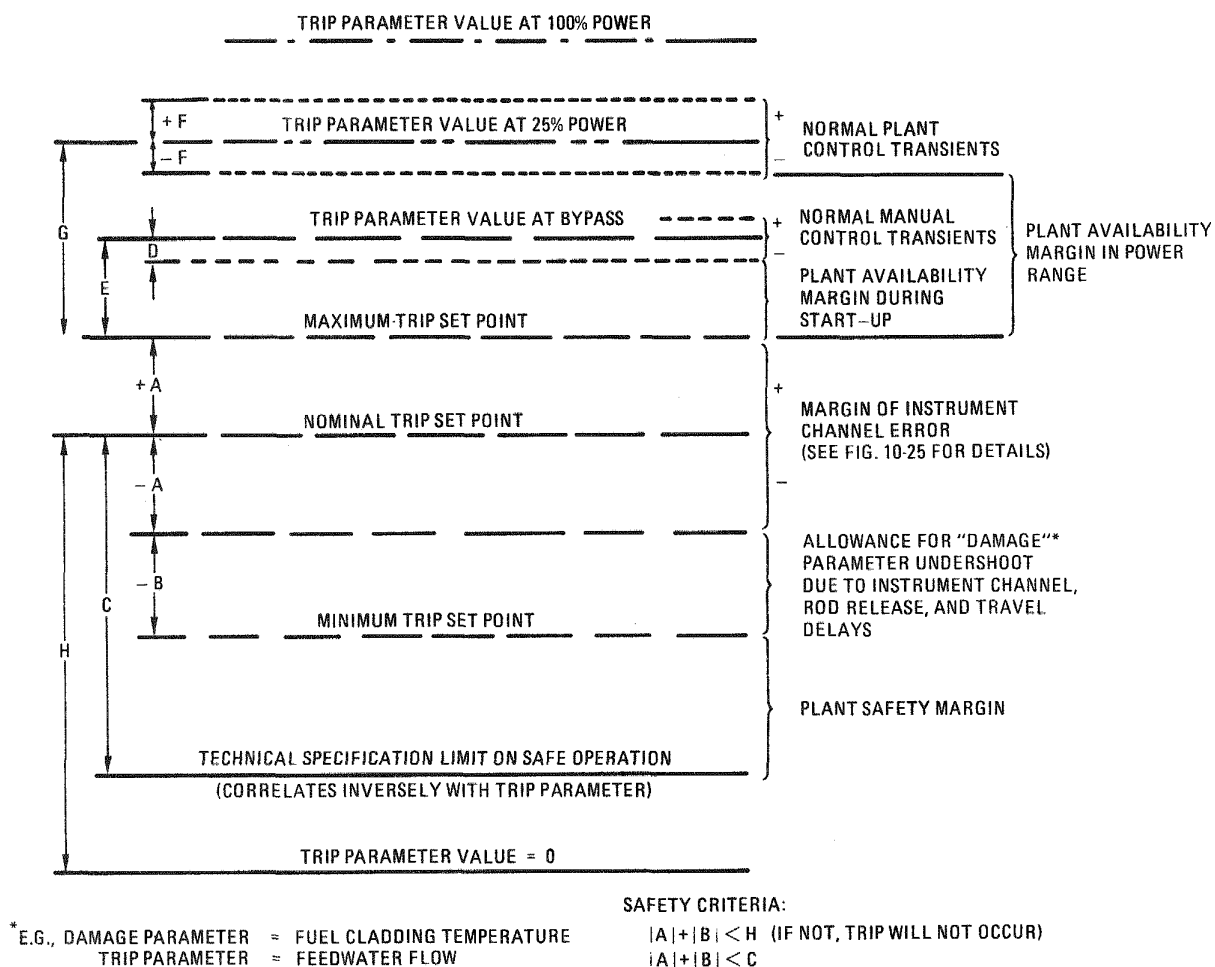 TRIP PARAMETER VALUE AT 100% POWER
+ F
TRIP PARAMETER VALUE AT 25% POWER
+
NORMAL PLANT
CONTROL TRANSIENTS
– F
–
G
TRIP PARAMETER VALUE AT BYPASS
+
NORMAL MANUAL
CONTROL TRANSIENTS
–
D
E
PLANT AVAILABILITY
MARGIN IN POWER
RANGE
PLANT AVAILABILITY
MARGIN DURING
START–UP
MAXIMUM-TRIP SET POINT
+ A
+
NOMINAL TRIP SET POINT
MARGIN OF INSTRUMENT
CHANNEL ERROR
(SEE FIG. 10-25 FOR DETAILS)
– A
–
– B
ALLOWANCE FOR "DAMAGE"*
PARAMETER UNDERSHOOT
DUE TO INSTRUMENT CHANNEL,
ROD RELEASE, AND TRAVEL
DELAYS
C
MINIMUM TRIP SET POINT
H
PLANT SAFETY MARGIN
TECHNICAL SPECIFICATION LIMIT ON SAFE OPERATION
(CORRELATES INVERSELY WITH TRIP PARAMETER)
TRIP PARAMETER VALUE = 0
*E.G., DAMAGE PARAMETER = FUEL CLADDING TEMPERATURE
TRIP PARAMETER = FEEDWATER FLOW
SAFETY CRITERIA:
|A|+|B|<H (IF NOT, TRIP WILL NOT OCCUR)
|A|+|B|<C